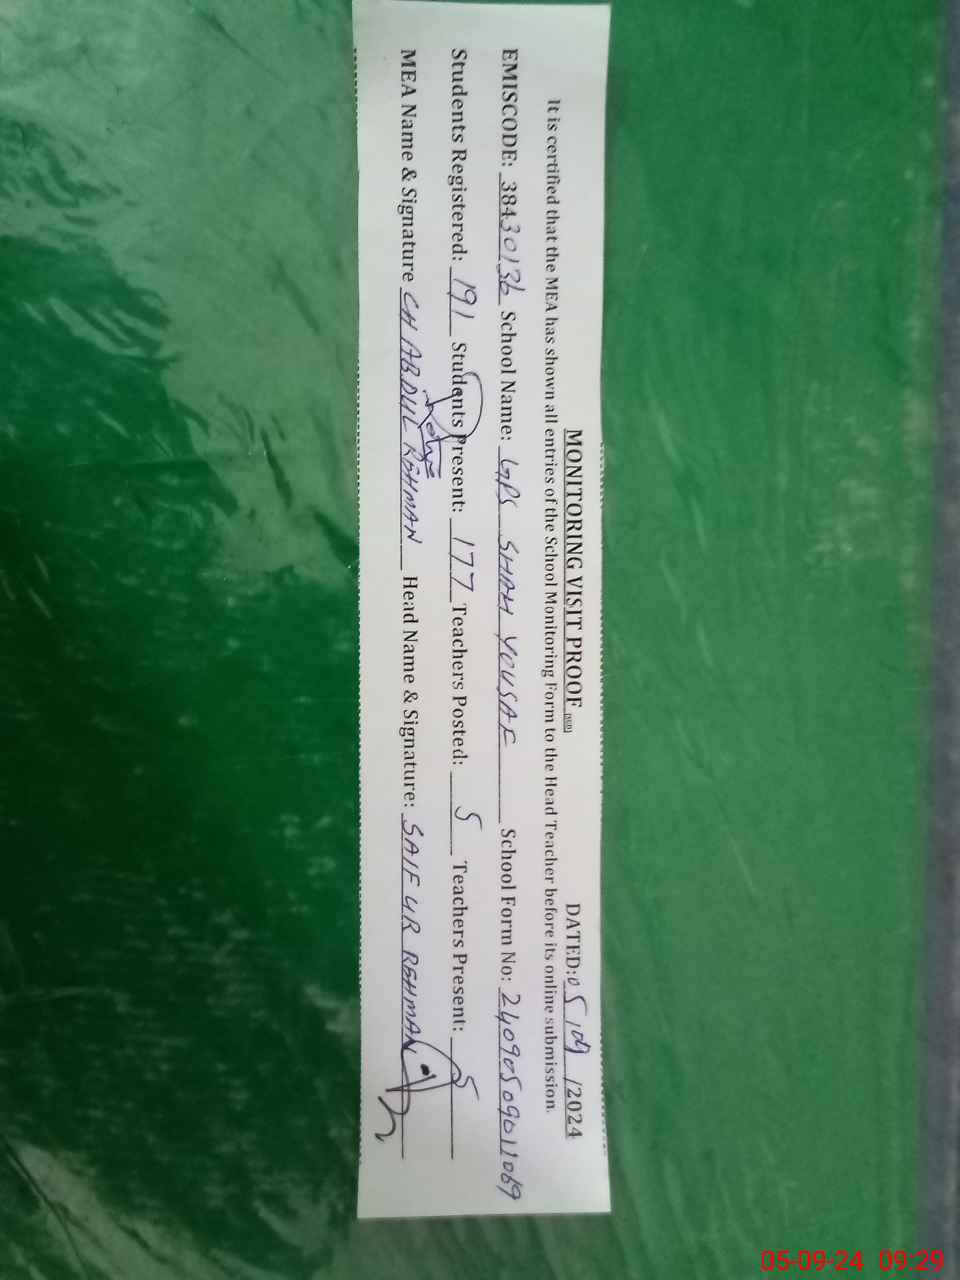 MONITORING VISIT PROOF (SED) DATED: 05/09/2024
It is certified that the MEA has shown all entries of the School Monitoring Form to the Head Teacher before its online submission.
EMISCODE: 38430136 School Name: GPS SHAH YOUSAF School Form No: 24090509011069
Students Registered: 191 Students Present: 177 Teachers Posted: 5 Teachers Present: 5
MEA Name & Signature CH ABDUL REHMAN Head Name & Signature: SAIF UR REHMAN
05-09-24 09:29